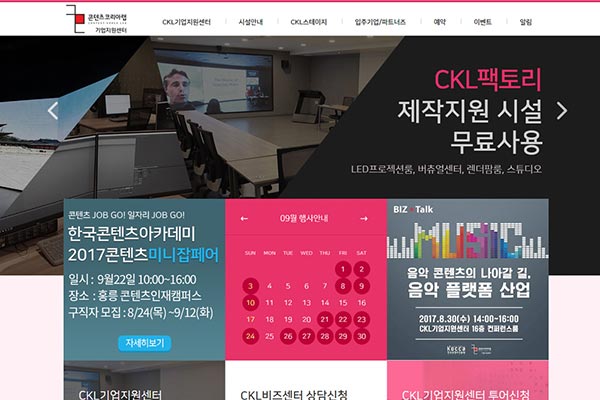 콘텐츠코리아랩
기업지원센터
CKL기업지원센터
시설안내
CKL스테이지
입주기업/파트너즈
예약
이벤트
알림
CKL팩토리
제작지원 시설
무료사용
LED프로젝션룸, 버츄얼센터, 렌더팜룸, 스튜디오
콘텐츠 JOB GO! 일자리 JOB GO!
한국콘텐츠아카데미
2017콘텐츠미니잡페어
일시 : 9월22일 10:00~16:00
장소 : 홍릉 콘텐츠인재캠퍼스
구직자 모집 : 8/24(목) ~9/12(화)
자세히보기
← 09월 행사안내 →
SUN MON TUE WED THU FRI SAT
1 2
3 4 5 6 7 8 9
10 11 12 13 14 15 16
17 18 19 20 21 22 23
24 25 26 27 28 29 30
BIZ Talk
MUSIC
음악 콘텐츠의 나아갈 길,
음악 플랫폼 산업
2017.8.30(수) 14:00~16:00
CKL기업지원센터 16층 컨퍼런스룸
kocca
CKL기업지원센터
CKL비즈센터 상담신청
CKL기업지원센터 투어신청